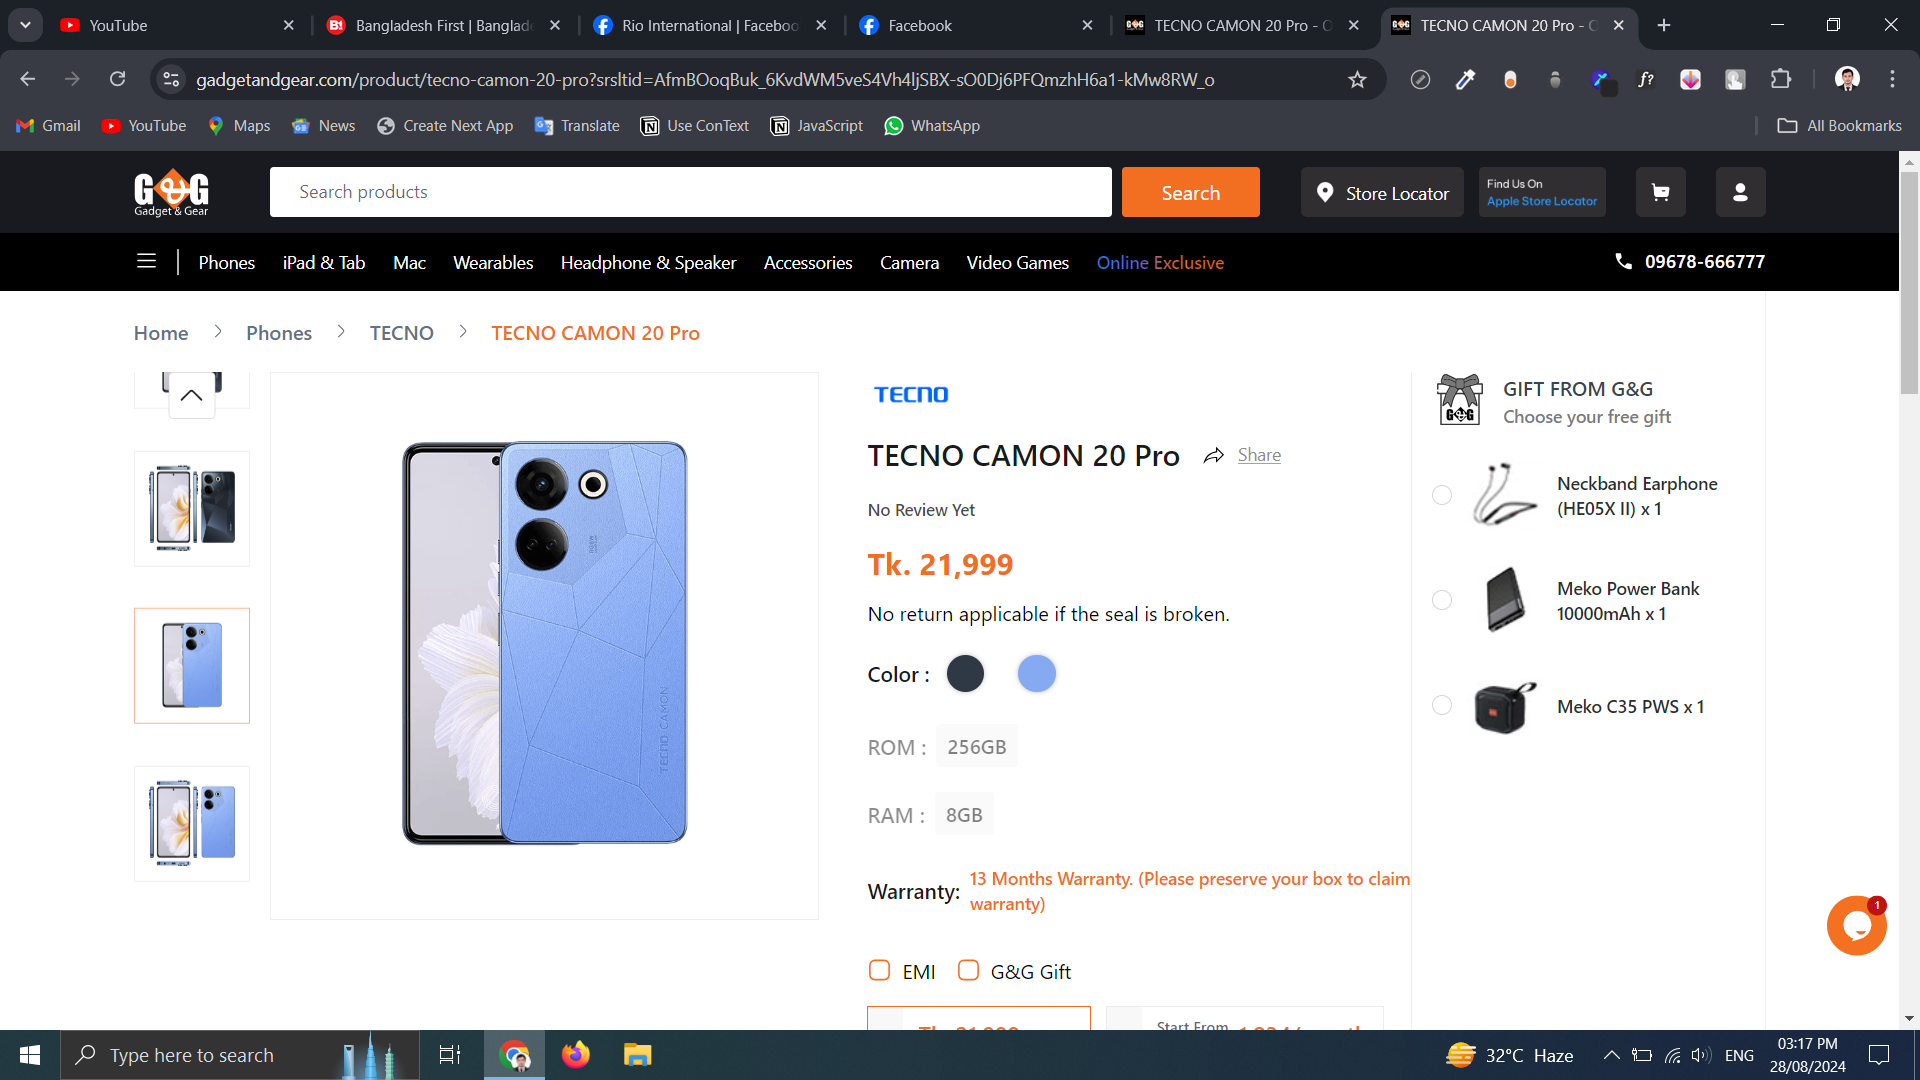 YouTube
Bangladesh First | Banglade
Rio International | Faceboo
Facebook
TECNO CAMON 20 Pro - O
TECNO CAMON 20 Pro - O
gadgetandgear.com/product/tecno-camon-20-pro?srsltid=AfmBOoqBuk_6KvdWM5veS4Vh4ljSBX-sO0Dj6PFQmzhH6a1-kMw8RW_o
f?
Gmail
YouTube
Maps
News
Create Next App
Translate
Use ConText
JavaScript
WhatsApp
All Bookmarks
G&G
Gadget & Gear
Search products
Search
Store Locator
Find Us On
Apple Store Locator
Phones
iPad & Tab
Mac
Wearables
Headphone & Speaker
Accessories
Camera
Video Games
Online Exclusive
09678-666777
Home > Phones > TECNO > TECNO CAMON 20 Pro
TECNO
TECNO CAMON 20 Pro
Share
No Review Yet
Tk. 21,999
No return applicable if the seal is broken.
Color :
ROM : 256GB
RAM : 8GB
Warranty: 13 Months Warranty. (Please preserve your box to claim
warranty)
EMI
G&G Gift
Start From
TECNO CAMON
GIFT FROM G&G
Choose your free gift
G&G
Neckband Earphone
(HE05X II) x 1
Meko Power Bank
10000mAh x 1
Meko C35 PWS x 1
1
Type here to search
32°C Haze
ENG
03:17 PM
28/08/2024